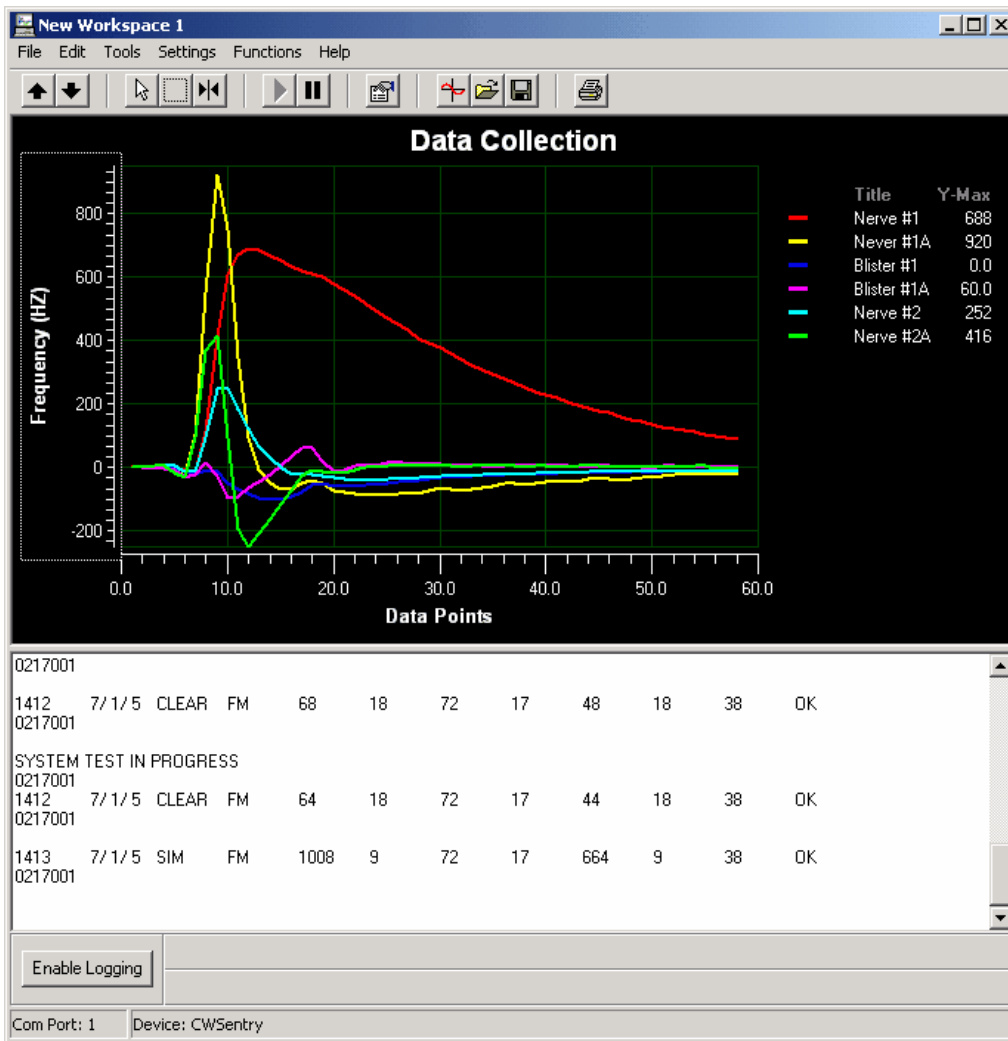 New Workspace 1
File Edit Tools Settings Functions Help
Data Collection
Frequency (HZ)
800
600
400
200
0
-200
0.0 10.0 20.0 30.0 40.0 50.0 60.0
Data Points
Title Y-Max
Nerve #1 688
Never #1A 920
Blister #1 0.0
Blister #1A 60.0
Nerve #2 252
Nerve #2A 416
0217001
1412 7/ 1/ 5 CLEAR FM 68 18 72 17 48 18 38 OK
0217001
SYSTEM TEST IN PROGRESS
0217001
1412 7/ 1/ 5 CLEAR FM 64 18 72 17 44 18 38 OK
0217001
1413 7/ 1/ 5 SIM FM 1008 9 72 17 664 9 38 OK
0217001
Enable Logging
Com Port: 1 Device: CWSentry